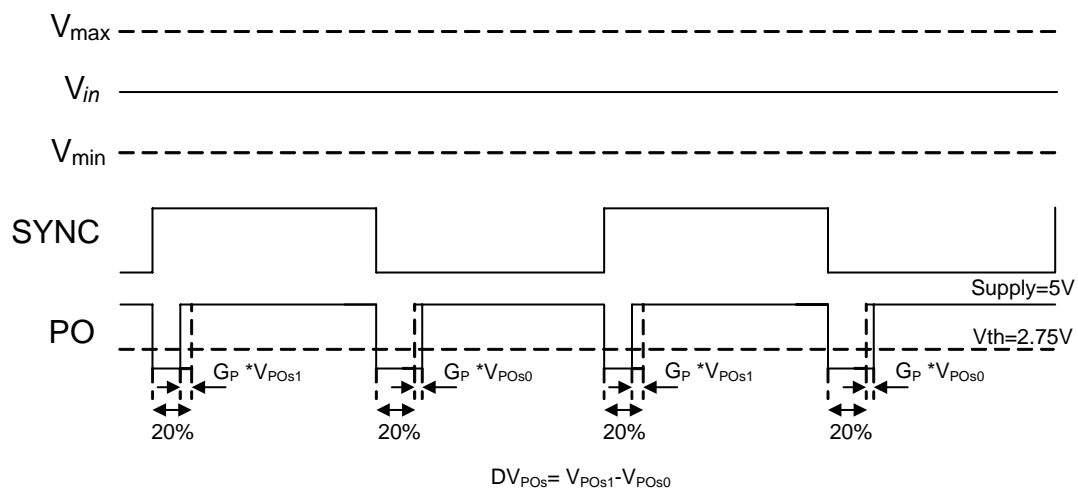 Vmax
Vin
Vmin
SYNC
Supply=5V
PO
Vth=2.75V
GP *VPOs1
GP *VPOs0
GP *VPOs1
GP *VPOs0
20%
20%
20%
20%
DVPOs= VPOs1-VPOs0